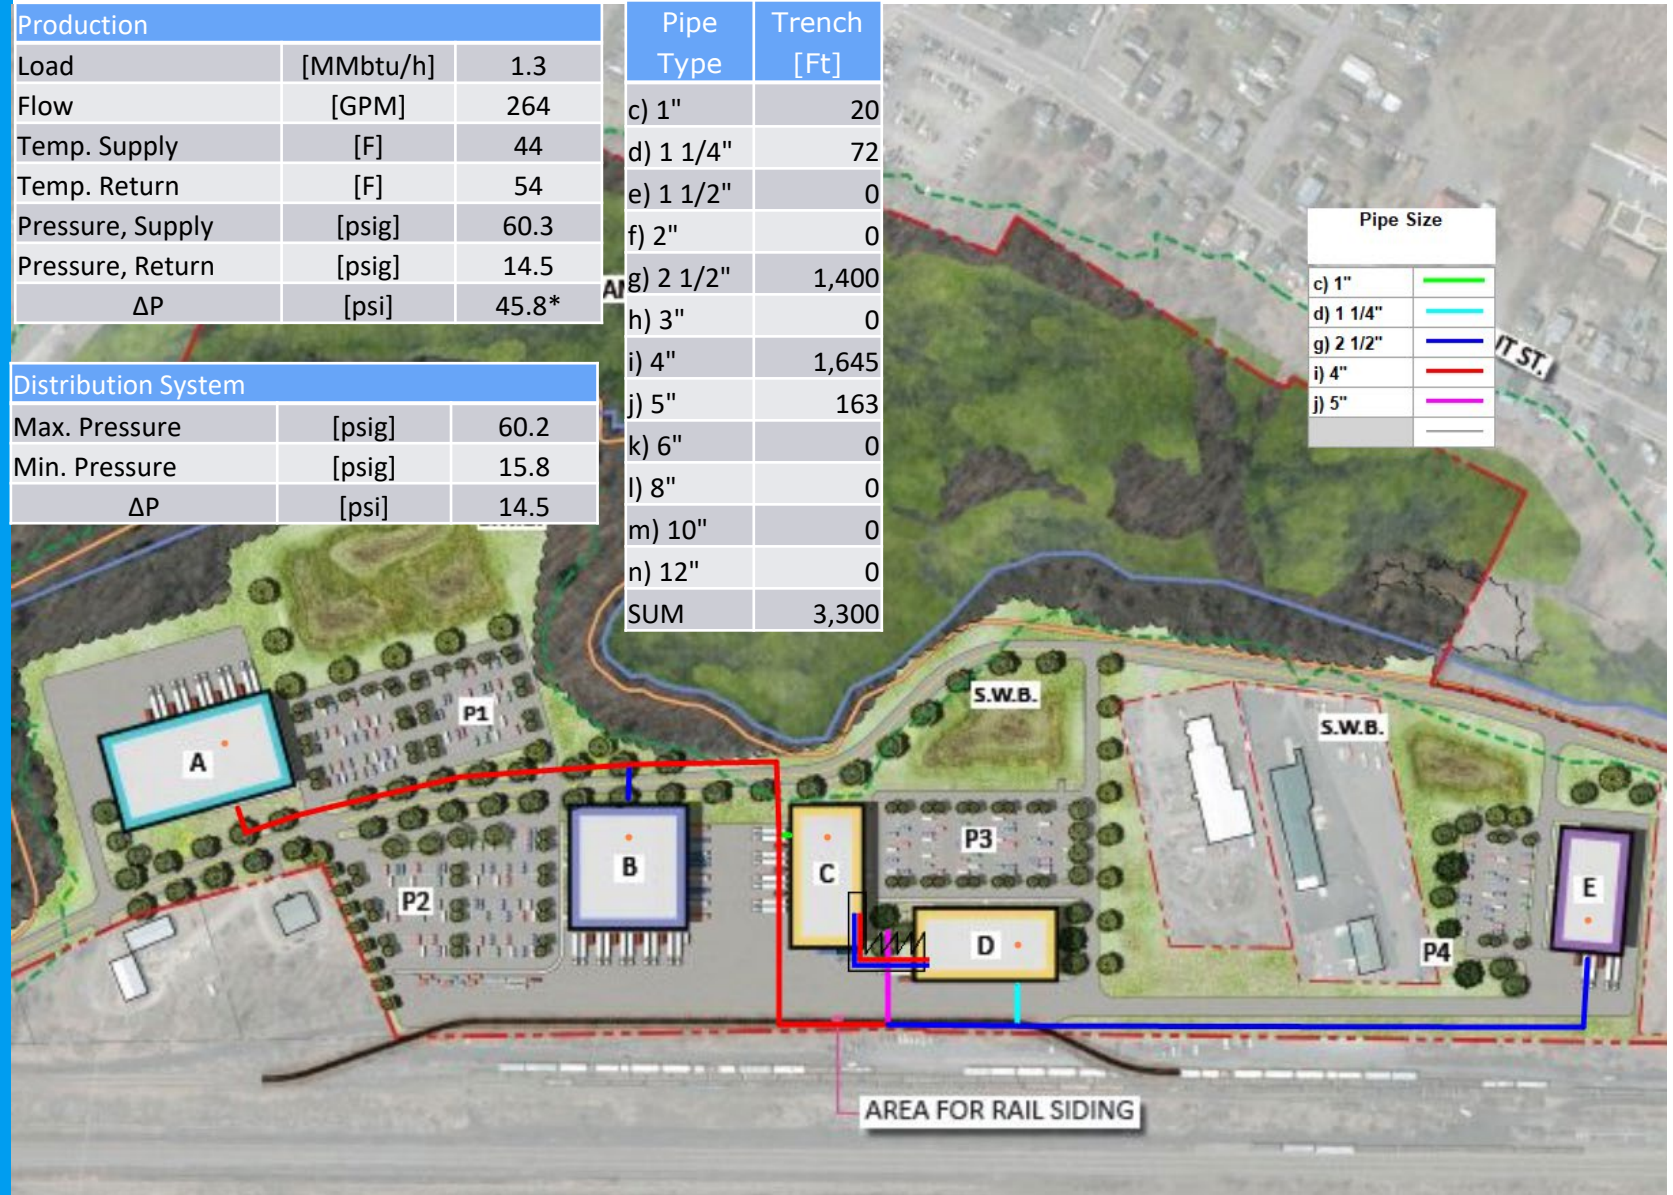 Production
Load [MMbtu/h] 1.3
Flow [GPM] 264
Temp. Supply [F] 44
Temp. Return [F] 54
Pressure, Supply [psig] 60.3
Pressure, Return [psig] 14.5
ΔP [psi] 45.8*
Distribution System
Max. Pressure [psig] 60.2
Min. Pressure [psig] 15.8
ΔP [psi] 14.5
Pipe Type Trench [Ft]
c) 1" 20
d) 1 1/4" 72
e) 1 1/2" 0
f) 2" 0
g) 2 1/2" 1,400
h) 3" 0
i) 4" 1,645
j) 5" 163
k) 6" 0
l) 8" 0
m) 10" 0
n) 12" 0
SUM 3,300
Pipe Size
c) 1"
d) 1 1/4"
g) 2 1/2"
i) 4"
j) 5"
ST.
S.W.B.
S.W.B.
P1
A
B
C
P3
P2
D
E
P4
AREA FOR RAIL SIDING